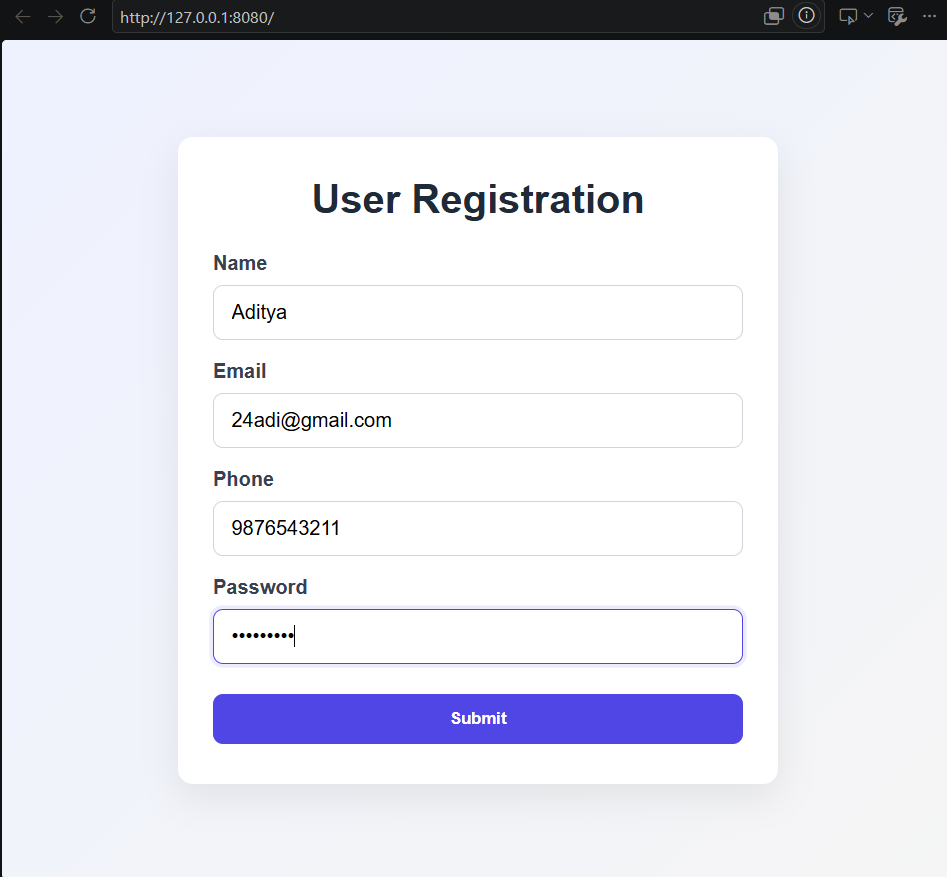 http://127.0.0.1:8080/
User Registration
Name
Aditya
Email
24adi@gmail.com
Phone
9876543211
Password
•••••••••
Submit